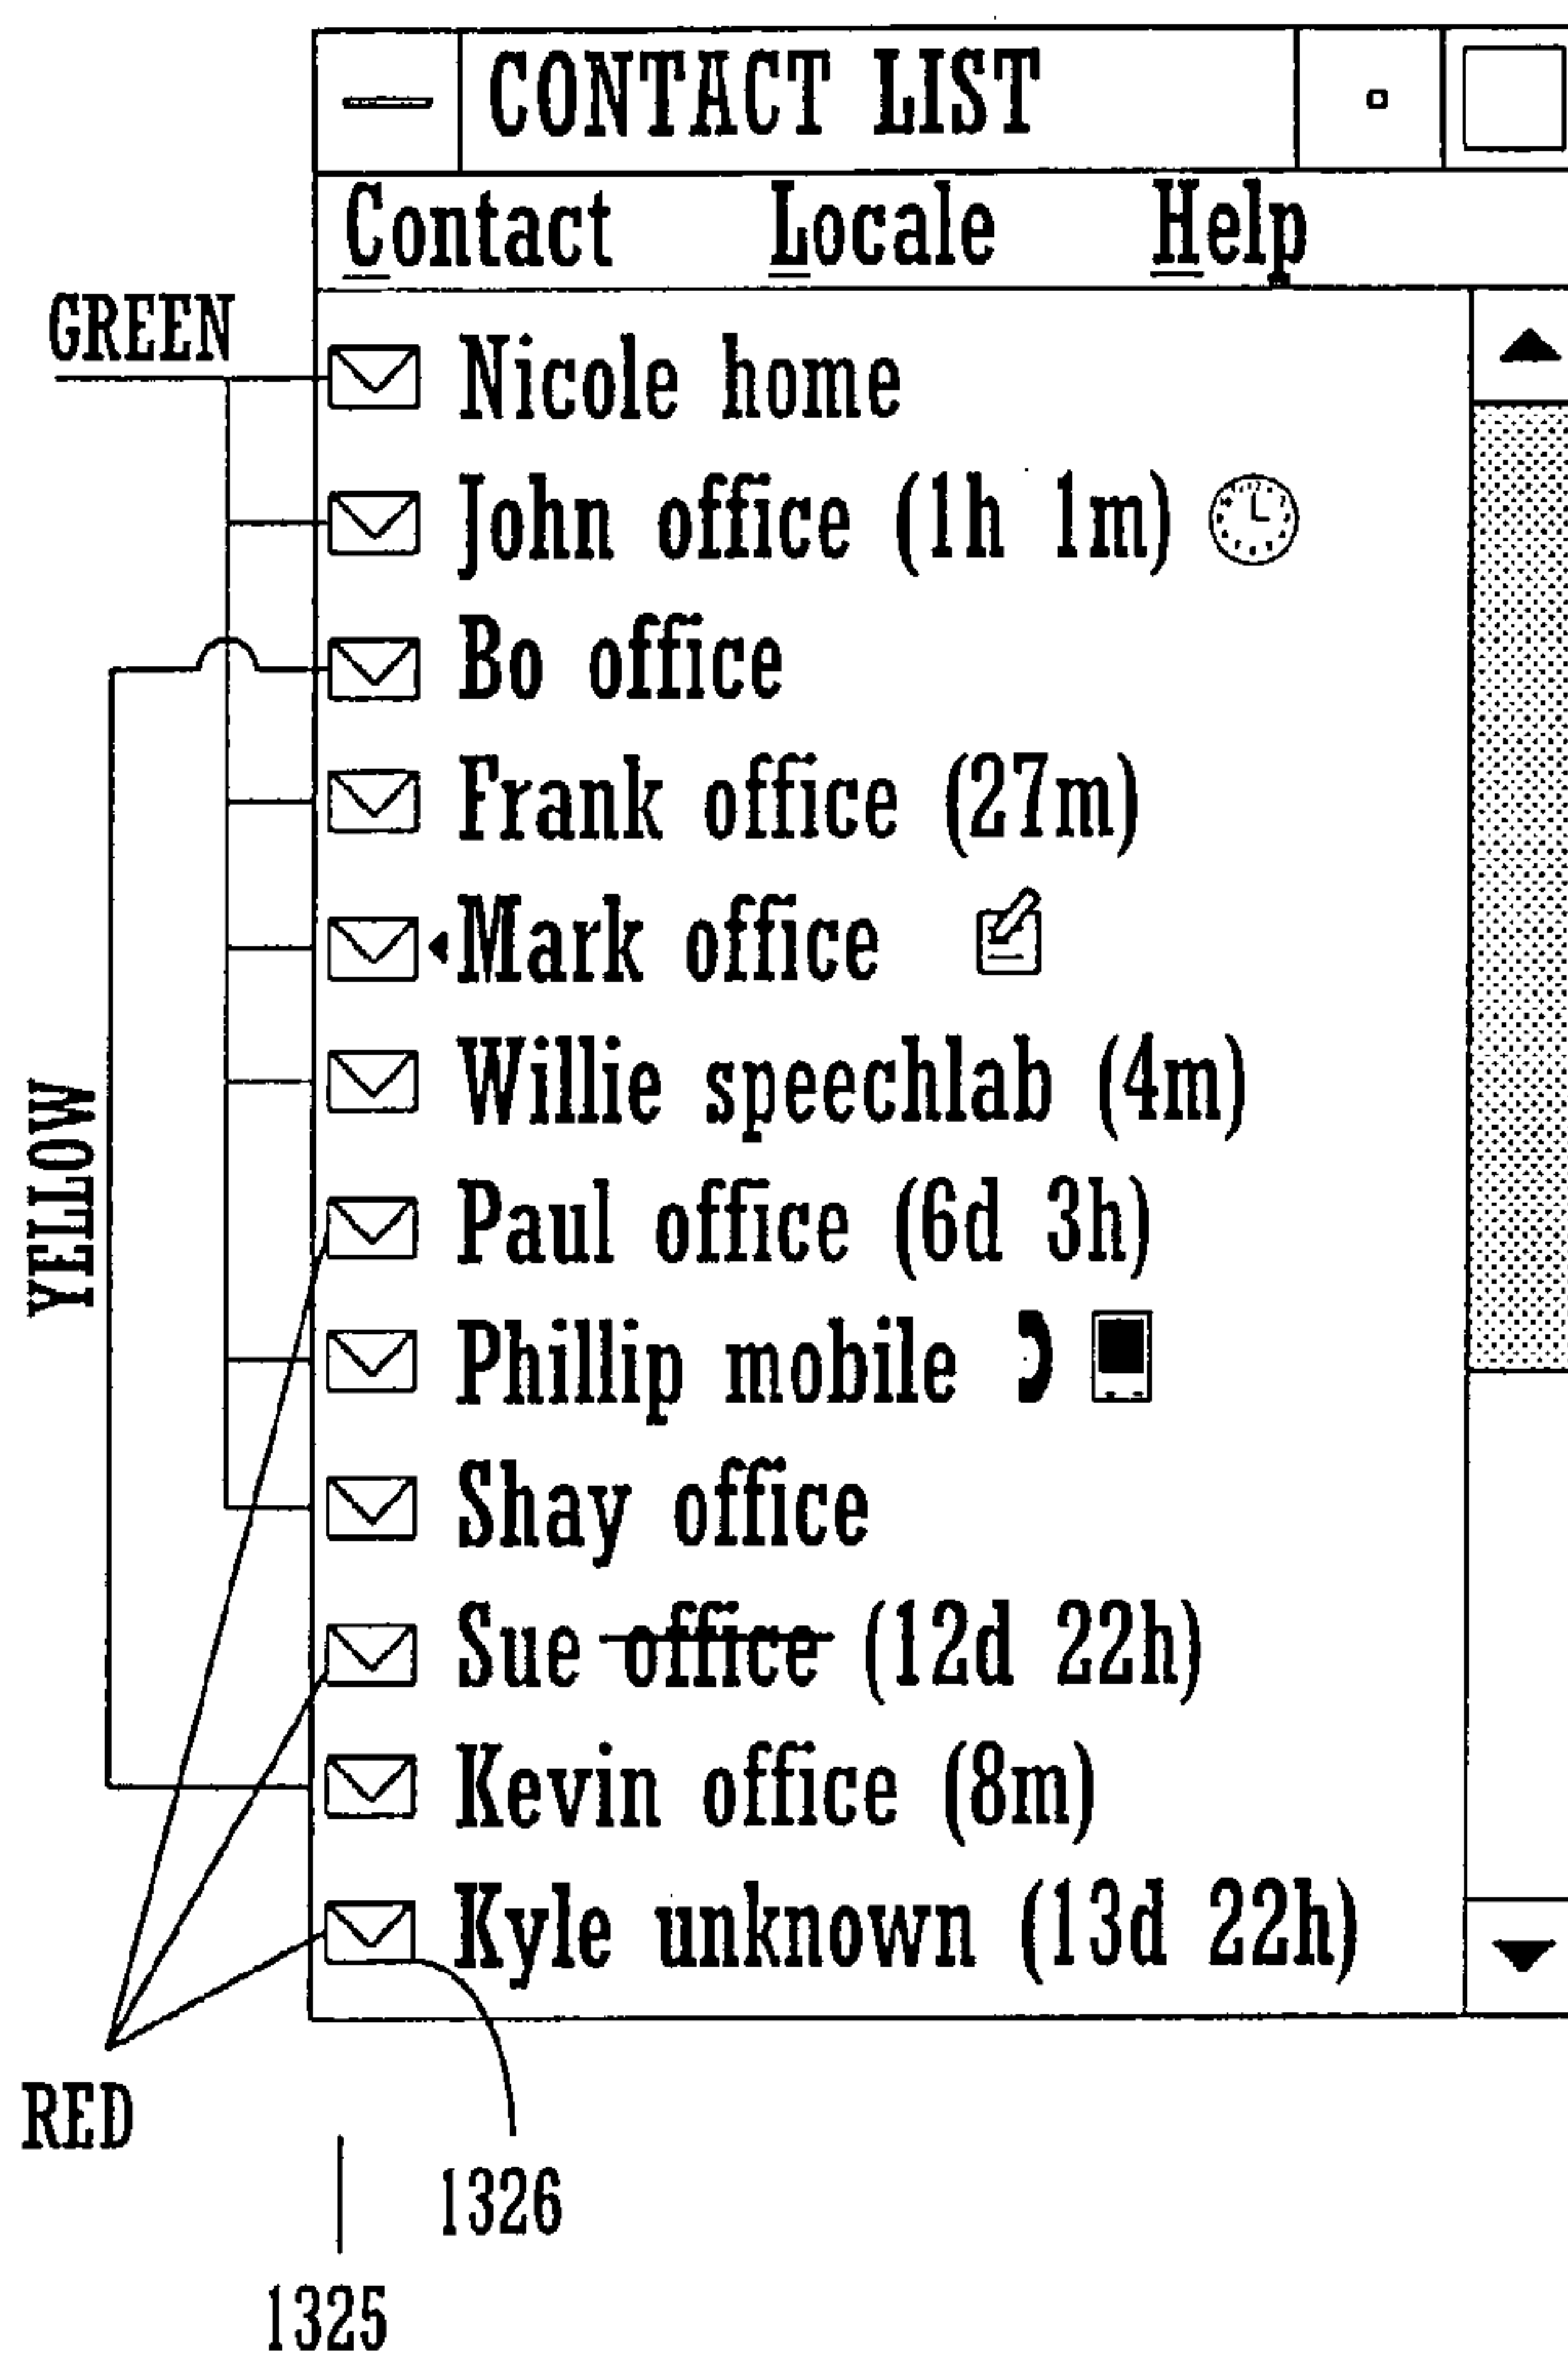 CONTACT LIST
Contact Locale Help
GREEN
Nicole home
John office (1h 1m)
Bo office
Frank office (27m)
Mark office
Willie speechlab (4m)
YELLOW
Paul office (6d 3h)
Phillip mobile
Shay office
Sue office (12d 22h)
Kevin office (8m)
Kyle unknown (13d 22h)
RED
1326
1325